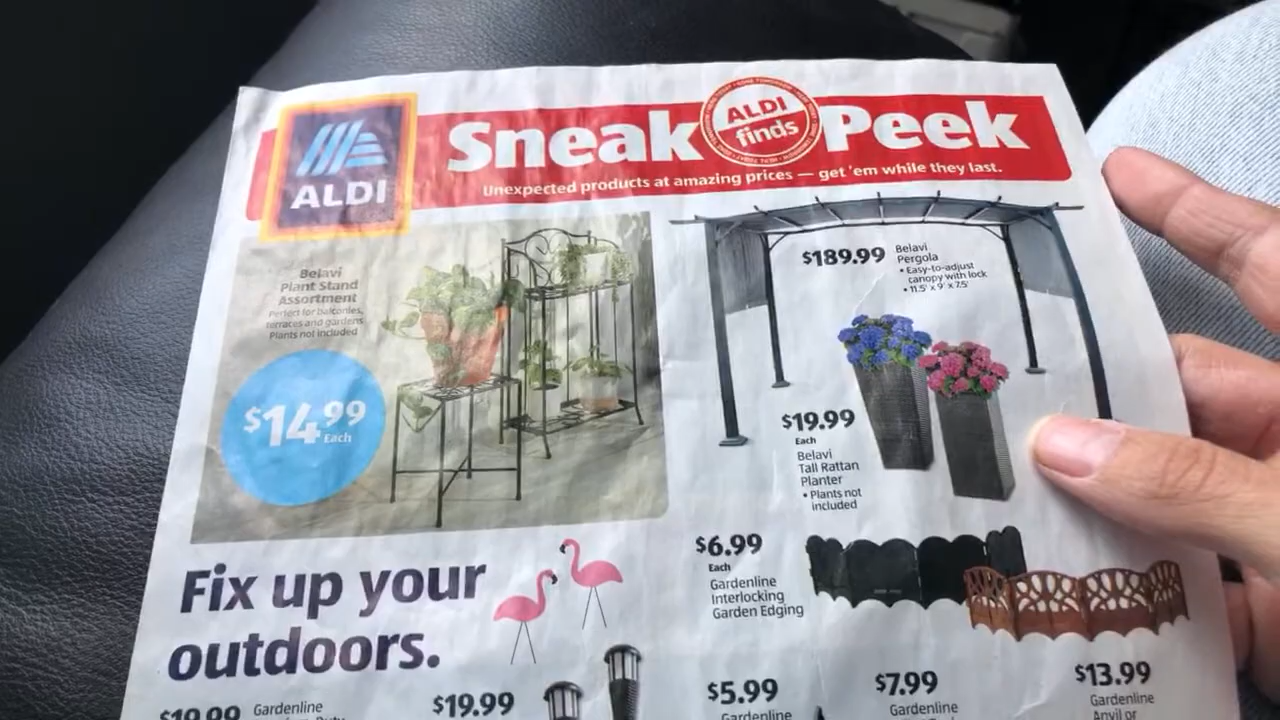 ALDI
Sneak Peek
ALDI
finds
Unexpected products at amazing prices — get 'em while they last.
Belavi
Plant Stand
Assortment
Perfect for balconies,
terraces and gardens
Plants not included
$14.99
Each
$189.99
Belavi
Pergola
• Easy-to-adjust
canopy with lock
• 11.5' x 9' x 7.5'
$19.99
Each
Belavi
Tall Rattan
Planter
• Plants not
included
Fix up your
outdoors.
$6.99
Each
Gardenline
Interlocking
Garden Edging
$19.99
Gardenline
$19.99
$5.99
Gardenline
$7.99
Gardenline
$13.99
Gardenline
Anvil or